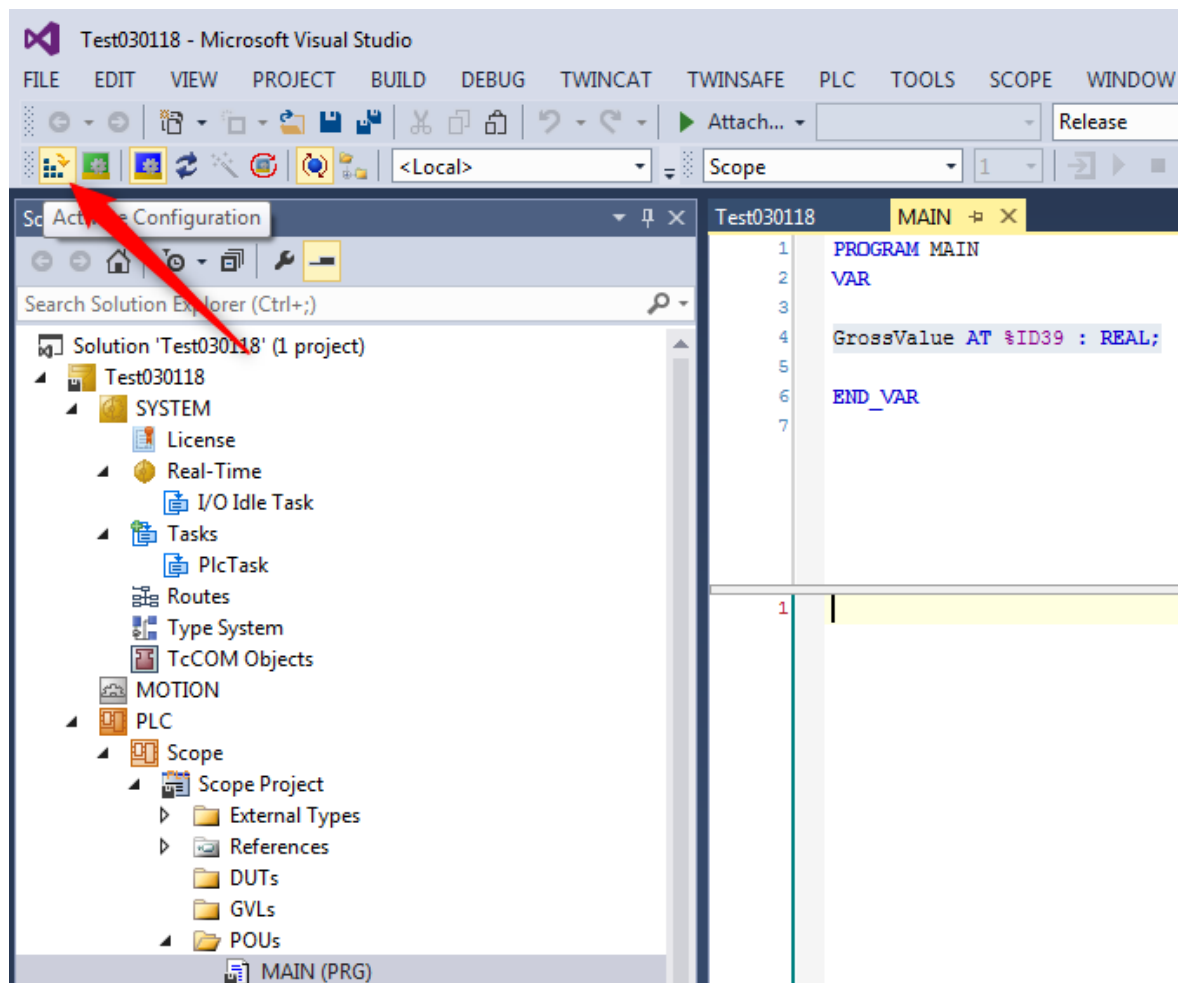 Test030118 - Microsoft Visual Studio
FILE EDIT VIEW PROJECT BUILD DEBUG TWINCAT TWINSAFE PLC TOOLS SCOPE WINDOW
Attach... Release
<Local> Scope 1
Configuration
Search Solution Explorer (Ctrl+;)
Solution 'Test030118' (1 project)
Test030118
SYSTEM
License
Real-Time
I/O Idle Task
Tasks
PlcTask
Routes
Type System
TcCOM Objects
MOTION
PLC
Scope
Scope Project
External Types
References
DUTs
GVLs
POUs
MAIN (PRG)
Test030118 MAIN
1 PROGRAM MAIN
2 VAR
3
4 GrossValue AT %ID39 : REAL;
5
6 END_VAR
7
1